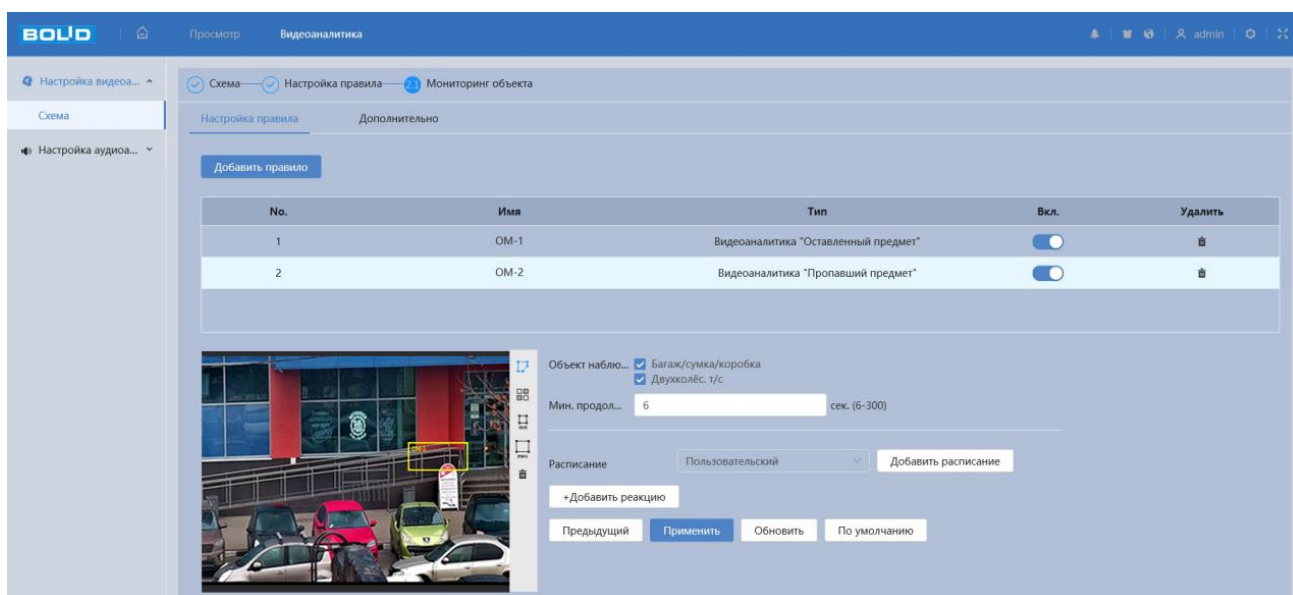 BOLID Просмотр Видеоаналитика admin
Настройка видеоа...
Схема Настройка правила 2.1 Мониторинг объекта
Схема
Настройка правила Дополнительно
Настройка аудиоа...
Добавить правило
No. Имя Тип Вкл. Удалить
1 OM-1 Видеоаналитика "Оставленный предмет"
2 OM-2 Видеоаналитика "Пропавший предмет"
Объект наблю... Багаж/сумка/коробка
Двухколёс. т/с
Мин. продол... 6 сек. (6-300)
Расписание Пользовательский Добавить расписание
+Добавить реакцию
Предыдущий Применить Обновить По умолчанию